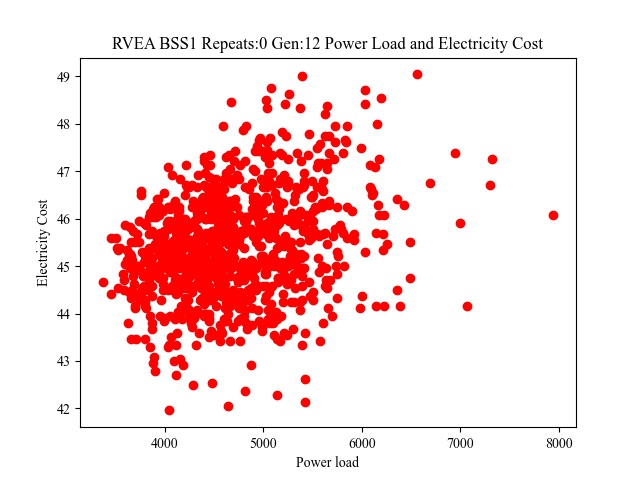 RVEA BSS1 Repeats:0 Gen:12 Power Load and Electricity Cost
49
48
47
46
45
44
43
42
Electricity Cost
4000 5000 6000 7000 8000
Power load